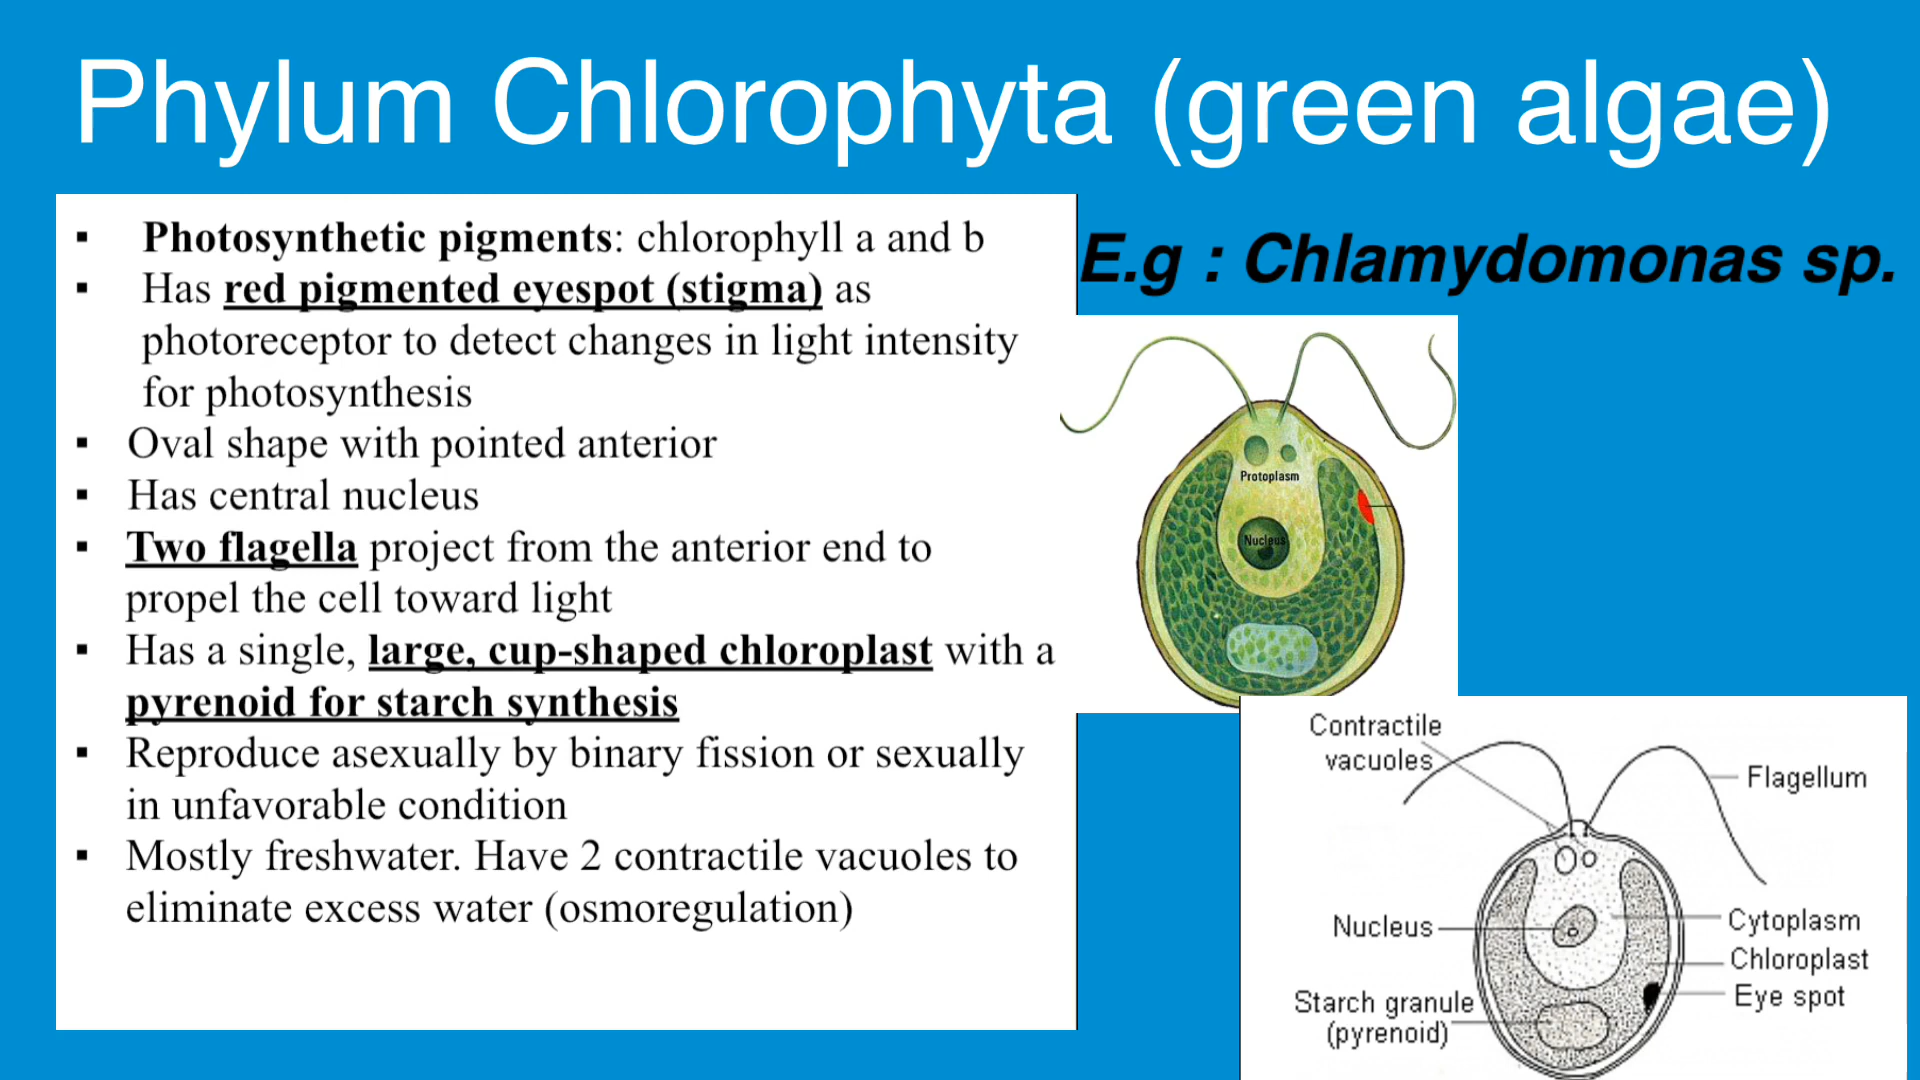 Phylum Chlorophyta (green algae)
▪ Photosynthetic pigments: chlorophyll a and b
▪ Has red pigmented eyespot (stigma) as
photoreceptor to detect changes in light intensity
for photosynthesis
▪ Oval shape with pointed anterior
▪ Has central nucleus
▪ Two flagella project from the anterior end to
propel the cell toward light
▪ Has a single, large, cup-shaped chloroplast with a
pyrenoid for starch synthesis
▪ Reproduce asexually by binary fission or sexually
in unfavorable condition
▪ Mostly freshwater. Have 2 contractile vacuoles to
eliminate excess water (osmoregulation)
E.g : Chlamydomonas sp.
Protoplasm
Nucleus
Contractile
vacuoles
Flagellum
Nucleus
Cytoplasm
Chloroplast
Eye spot
Starch granule
(pyrenoid)